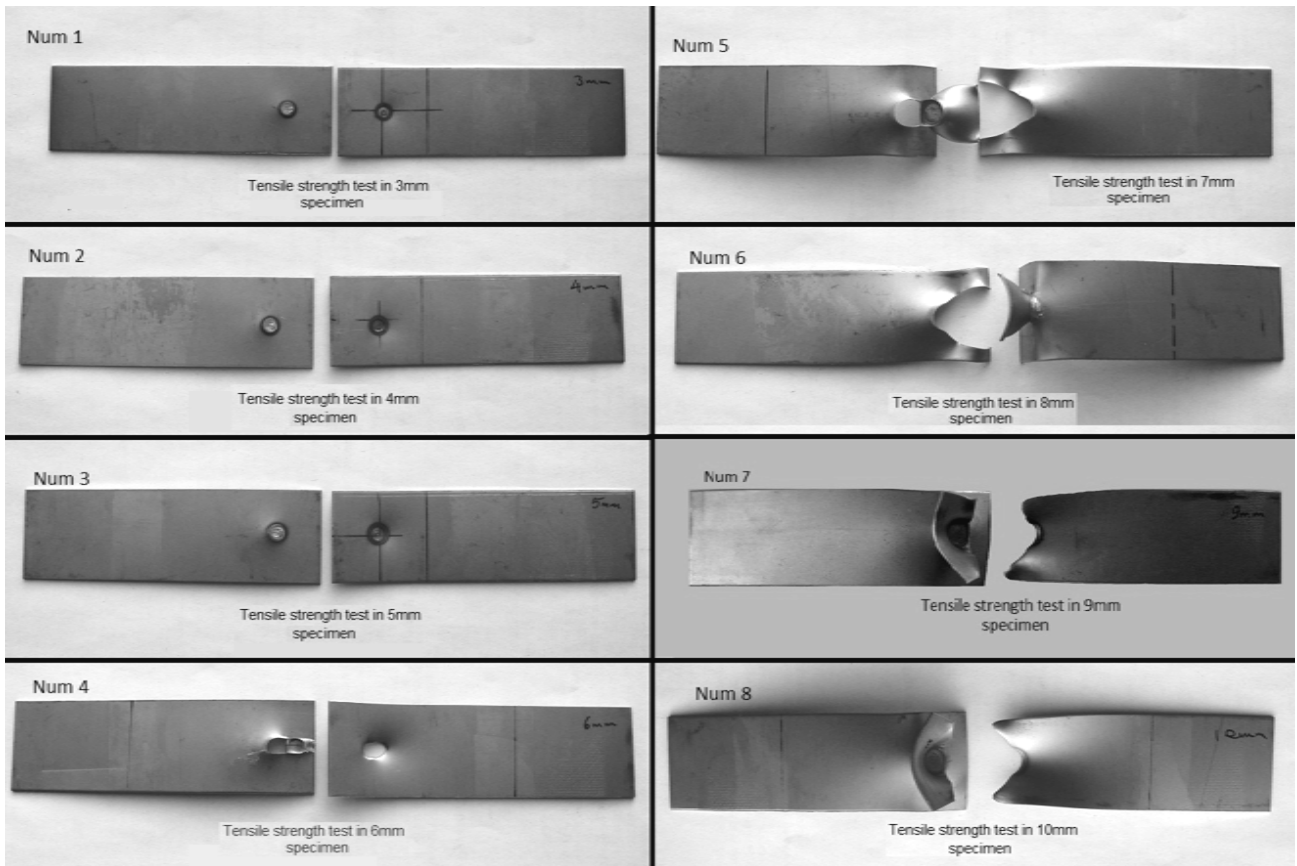 Num 1
3mm
Tensile strength test in 3mm
specimen
Num 2
4mm
Tensile strength test in 4mm
specimen
Num 3
5mm
Tensile strength test in 5mm
specimen
Num 4
6mm
Tensile strength test in 6mm
specimen
Num 5
Tensile strength test in 7mm
specimen
Num 6
Tensile strength test in 8mm
specimen
Num 7
9mm
Tensile strength test in 9mm
specimen
Num 8
10mm
Tensile strength test in 10mm
specimen